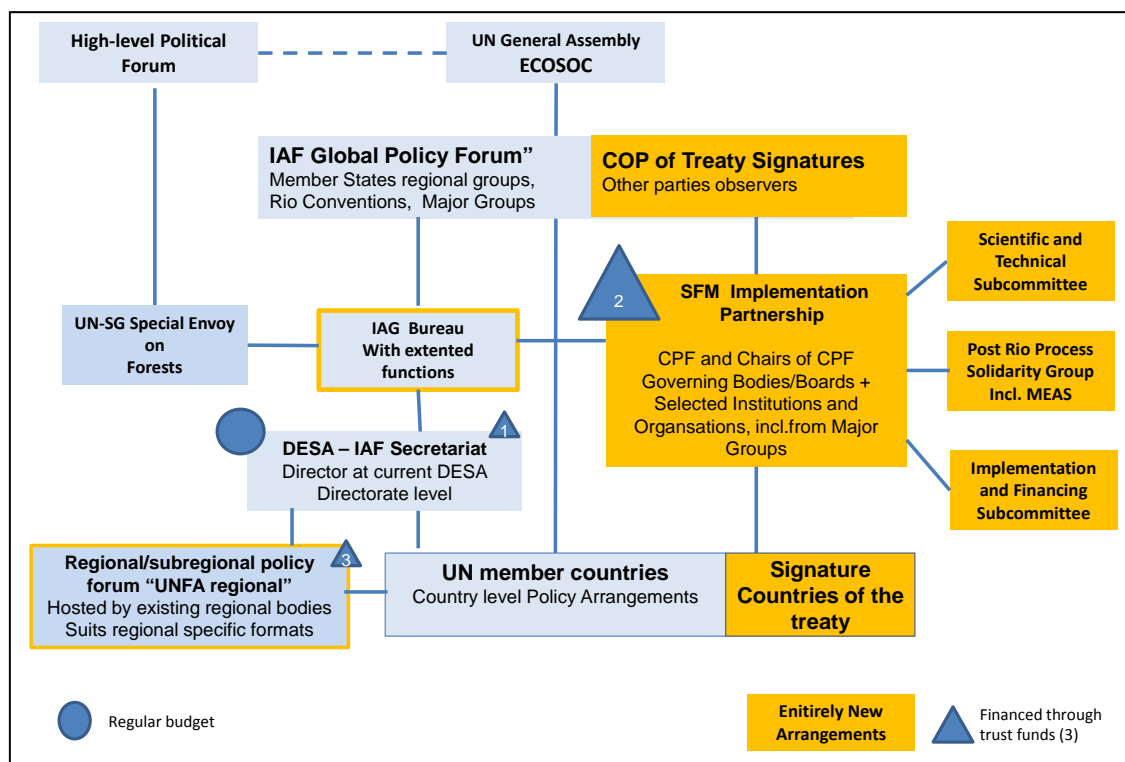 High-level Political
Forum
UN General Assembly
ECOSOC
IAF Global Policy Forum”
Member States regional groups,
Rio Conventions, Major Groups
COP of Treaty Signatures
Other parties observers
Scientific and
Technical
Subcommittee
2
SFM Implementation
Partnership
CPF and Chairs of CPF
Governing Bodies/Boards +
Selected Institutions and
Organsations, incl.from Major
Groups
UN-SG Special Envoy
on
Forests
IAG Bureau
With extented
functions
Post Rio Process
Solidarity Group
Incl. MEAS
1
DESA – IAF Secretariat
Director at current DESA
Directorate level
Implementation
and Financing
Subcommittee
3
Regional/subregional policy
forum “UNFA regional”
Hosted by existing regional bodies
Suits regional specific formats
UN member countries
Country level Policy Arrangements
Signature
Countries of the
treaty
Regular budget
Enitirely New
Arrangements
Financed through
trust funds (3)